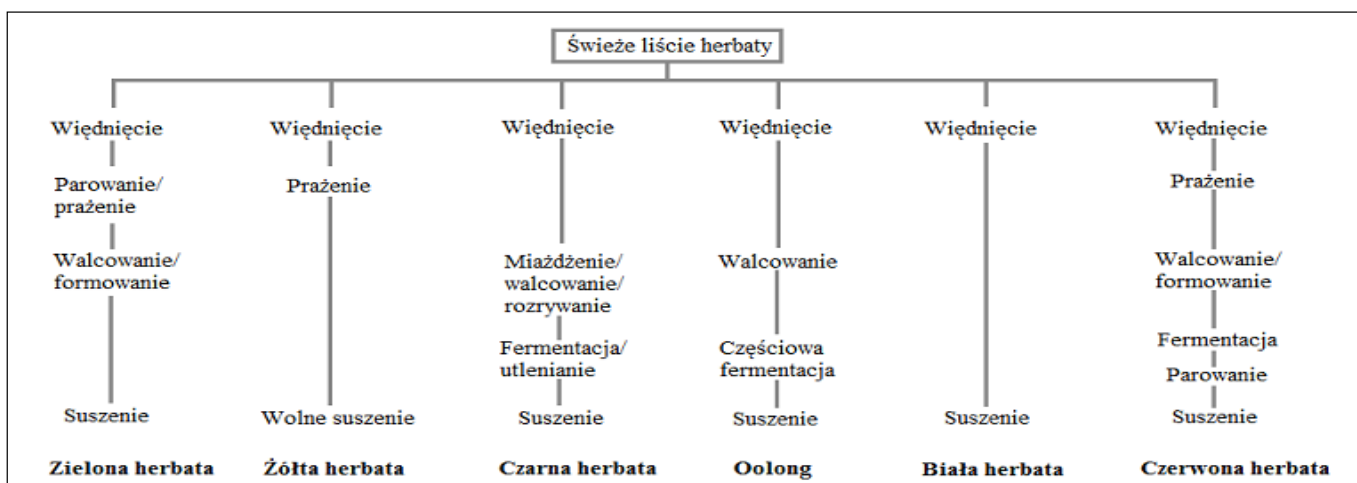 Świeże liście herbaty
Więdnięcie Więdnięcie Więdnięcie Więdnięcie Więdnięcie Więdnięcie
Parowanie/
prażenie
Prażenie
Prażenie
Walcowanie/
formowanie
Miażdżenie/
walcowanie/
rozrywanie
Walcowanie
Walcowanie/
formowanie
Fermentacja/
utlenianie
Częściowa
fermentacja
Fermentacja
Parowanie
Suszenie Wolne suszenie Suszenie Suszenie Suszenie Suszenie
Zielona herbata Żółta herbata Czarna herbata Oolong Biała herbata Czerwona herbata